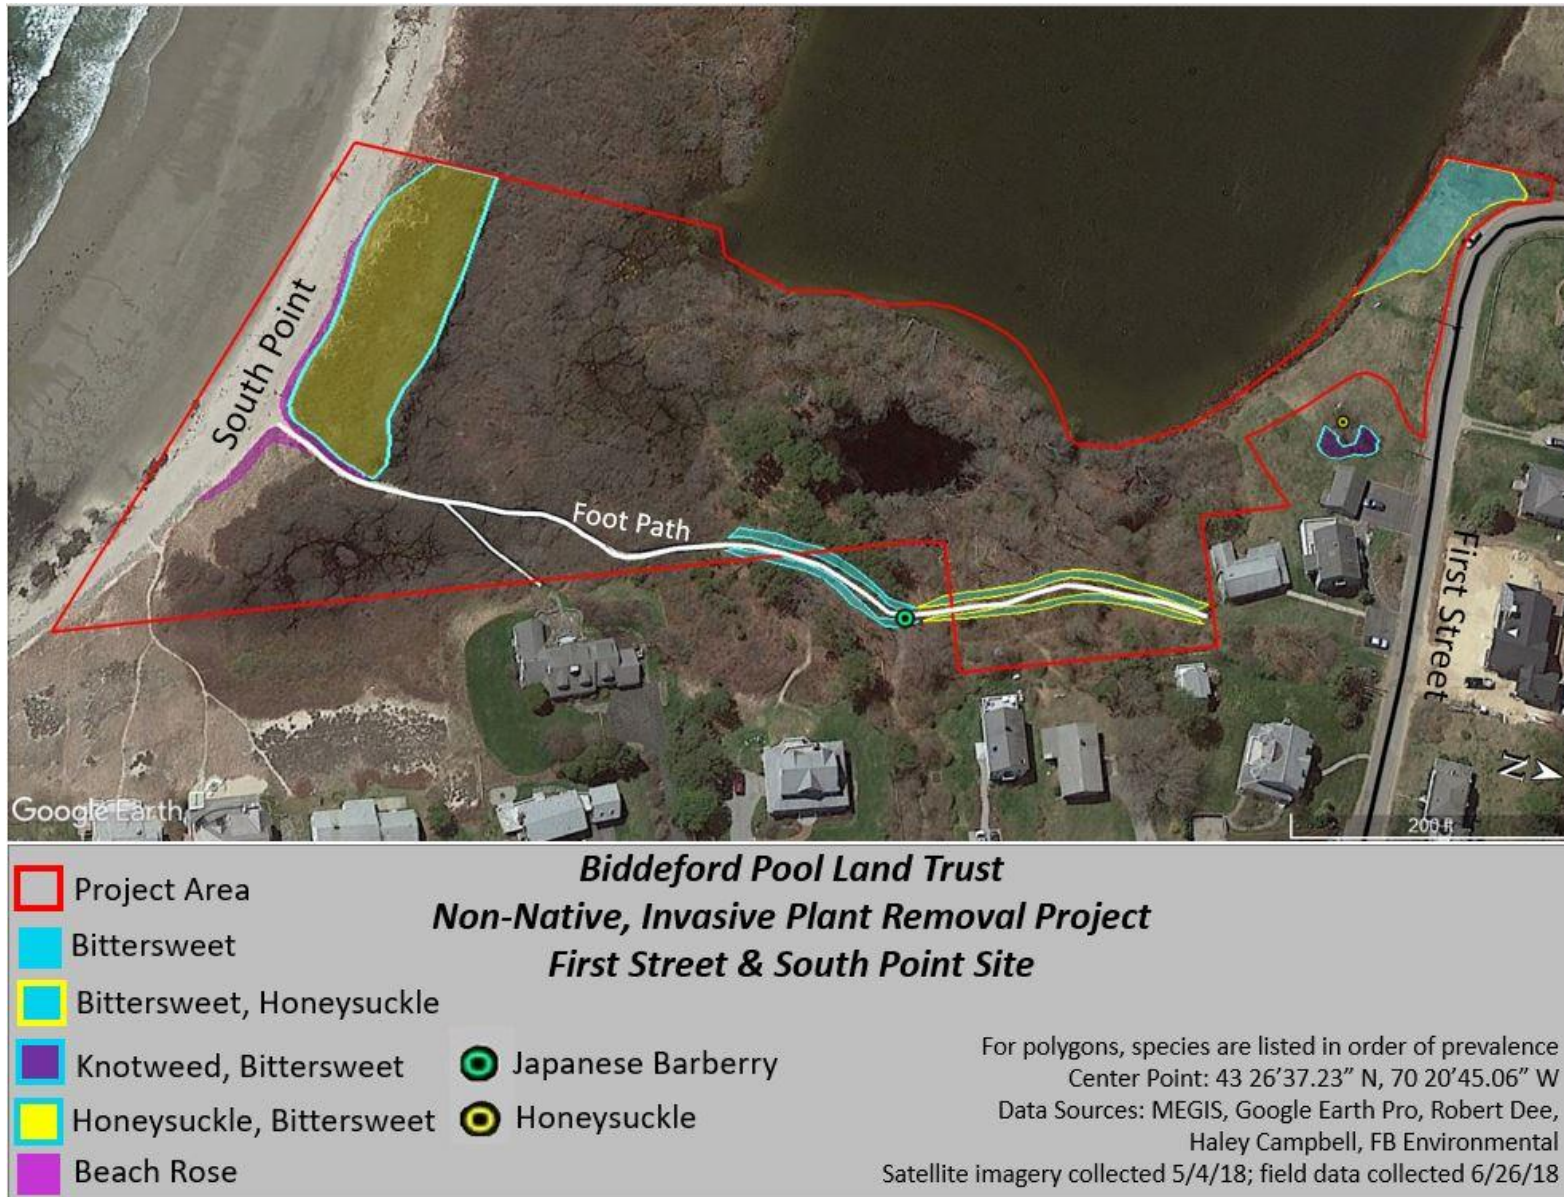 South Point
Foot Path
First Street
N
Google Earth
200 ft
Biddeford Pool Land Trust
Non-Native, Invasive Plant Removal Project
First Street & South Point Site
Project Area
Bittersweet
Bittersweet, Honeysuckle
Knotweed, Bittersweet
Honeysuckle, Bittersweet
Beach Rose
Japanese Barberry
Honeysuckle
For polygons, species are listed in order of prevalence
Center Point: 43 26’37.23” N, 70 20’45.06” W
Data Sources: MEGIS, Google Earth Pro, Robert Dee,
Haley Campbell, FB Environmental
Satellite imagery collected 5/4/18; field data collected 6/26/18